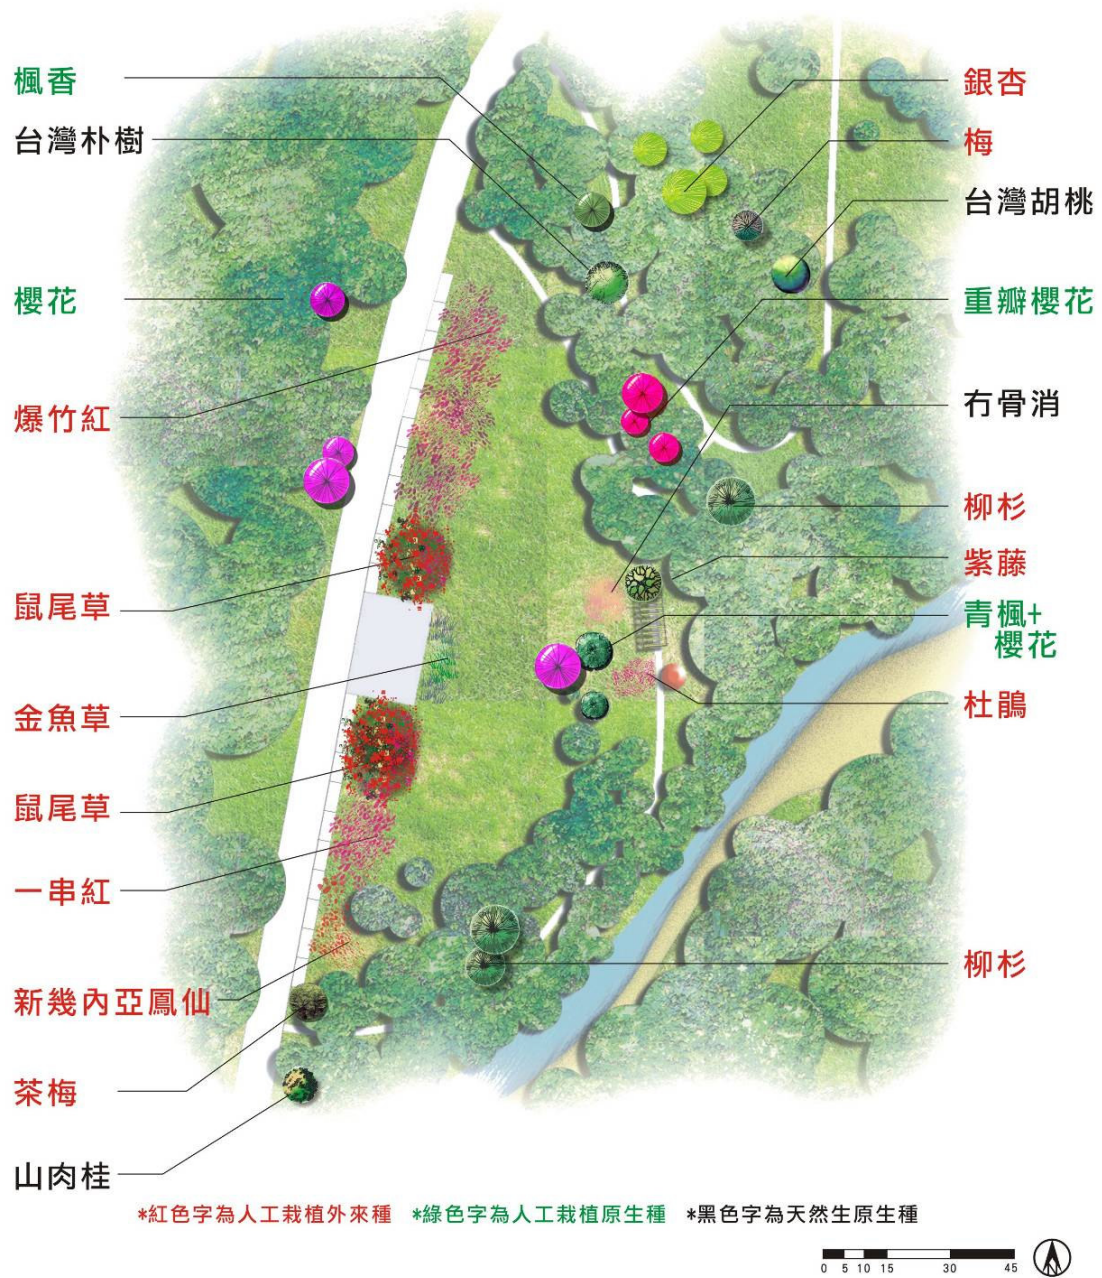 楓香
台灣朴樹
櫻花
爆竹紅
鼠尾草
金魚草
鼠尾草
一串紅
新幾內亞鳳仙
茶梅
山肉桂
銀杏
梅
台灣胡桃
重瓣櫻花
冇骨消
柳杉
紫藤
青楓+
櫻花
杜鵑
柳杉
*紅色字為人工栽植外來種 *綠色字為人工栽植原生種 *黑色字為天然生原生種
0 5 10 15 30 45